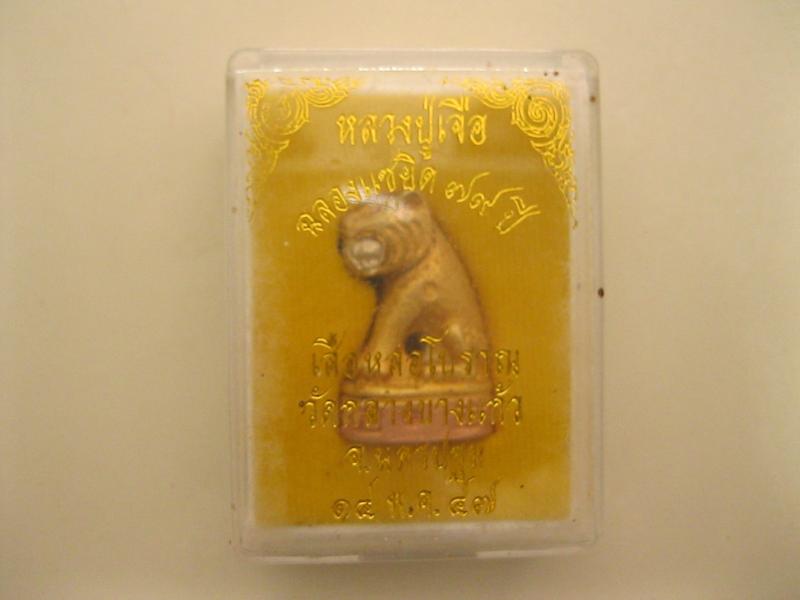 หลวงปู่เจือ
ฉลองแซยิด ๗๙ ปี
เสือหล่อโบราณ
วัดกลางบางแก้ว
จ.นครปฐม
๑๔ พ.ค. ๔๗